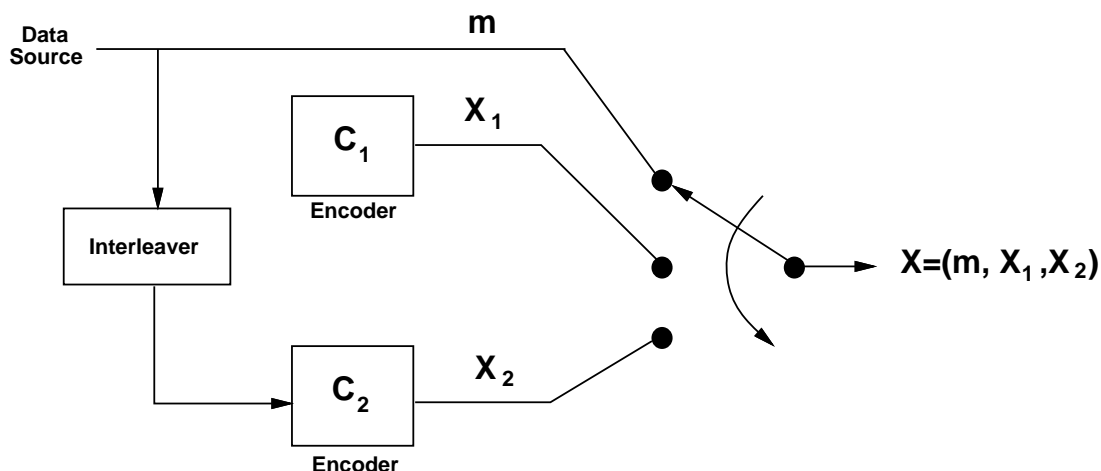 Data
Source
m
X1
C1
Encoder
Interleaver
X=(m, X1,X2)
X2
C2
Encoder